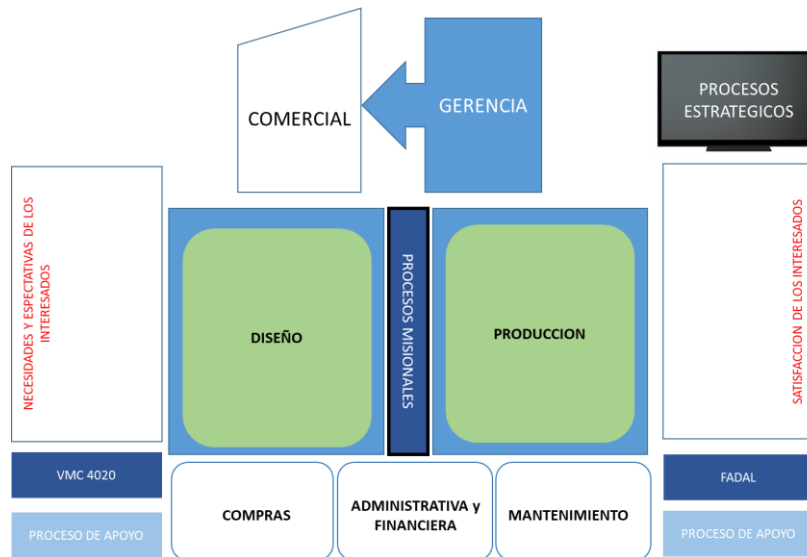 COMERCIAL
GERENCIA
PROCESOS
ESTRATEGICOS
NECESIDADES Y ESPECTATIVAS DE LOS
INTERESADOS
DISEÑO
PROCESOS MISIONALES
PRODUCCION
SATISFACCION DE LOS INTERESADOS
VMC 4020
FADAL
COMPRAS
ADMINISTRATIVA y
FINANCIERA
MANTENIMIENTO
PROCESO DE APOYO
PROCESO DE APOYO